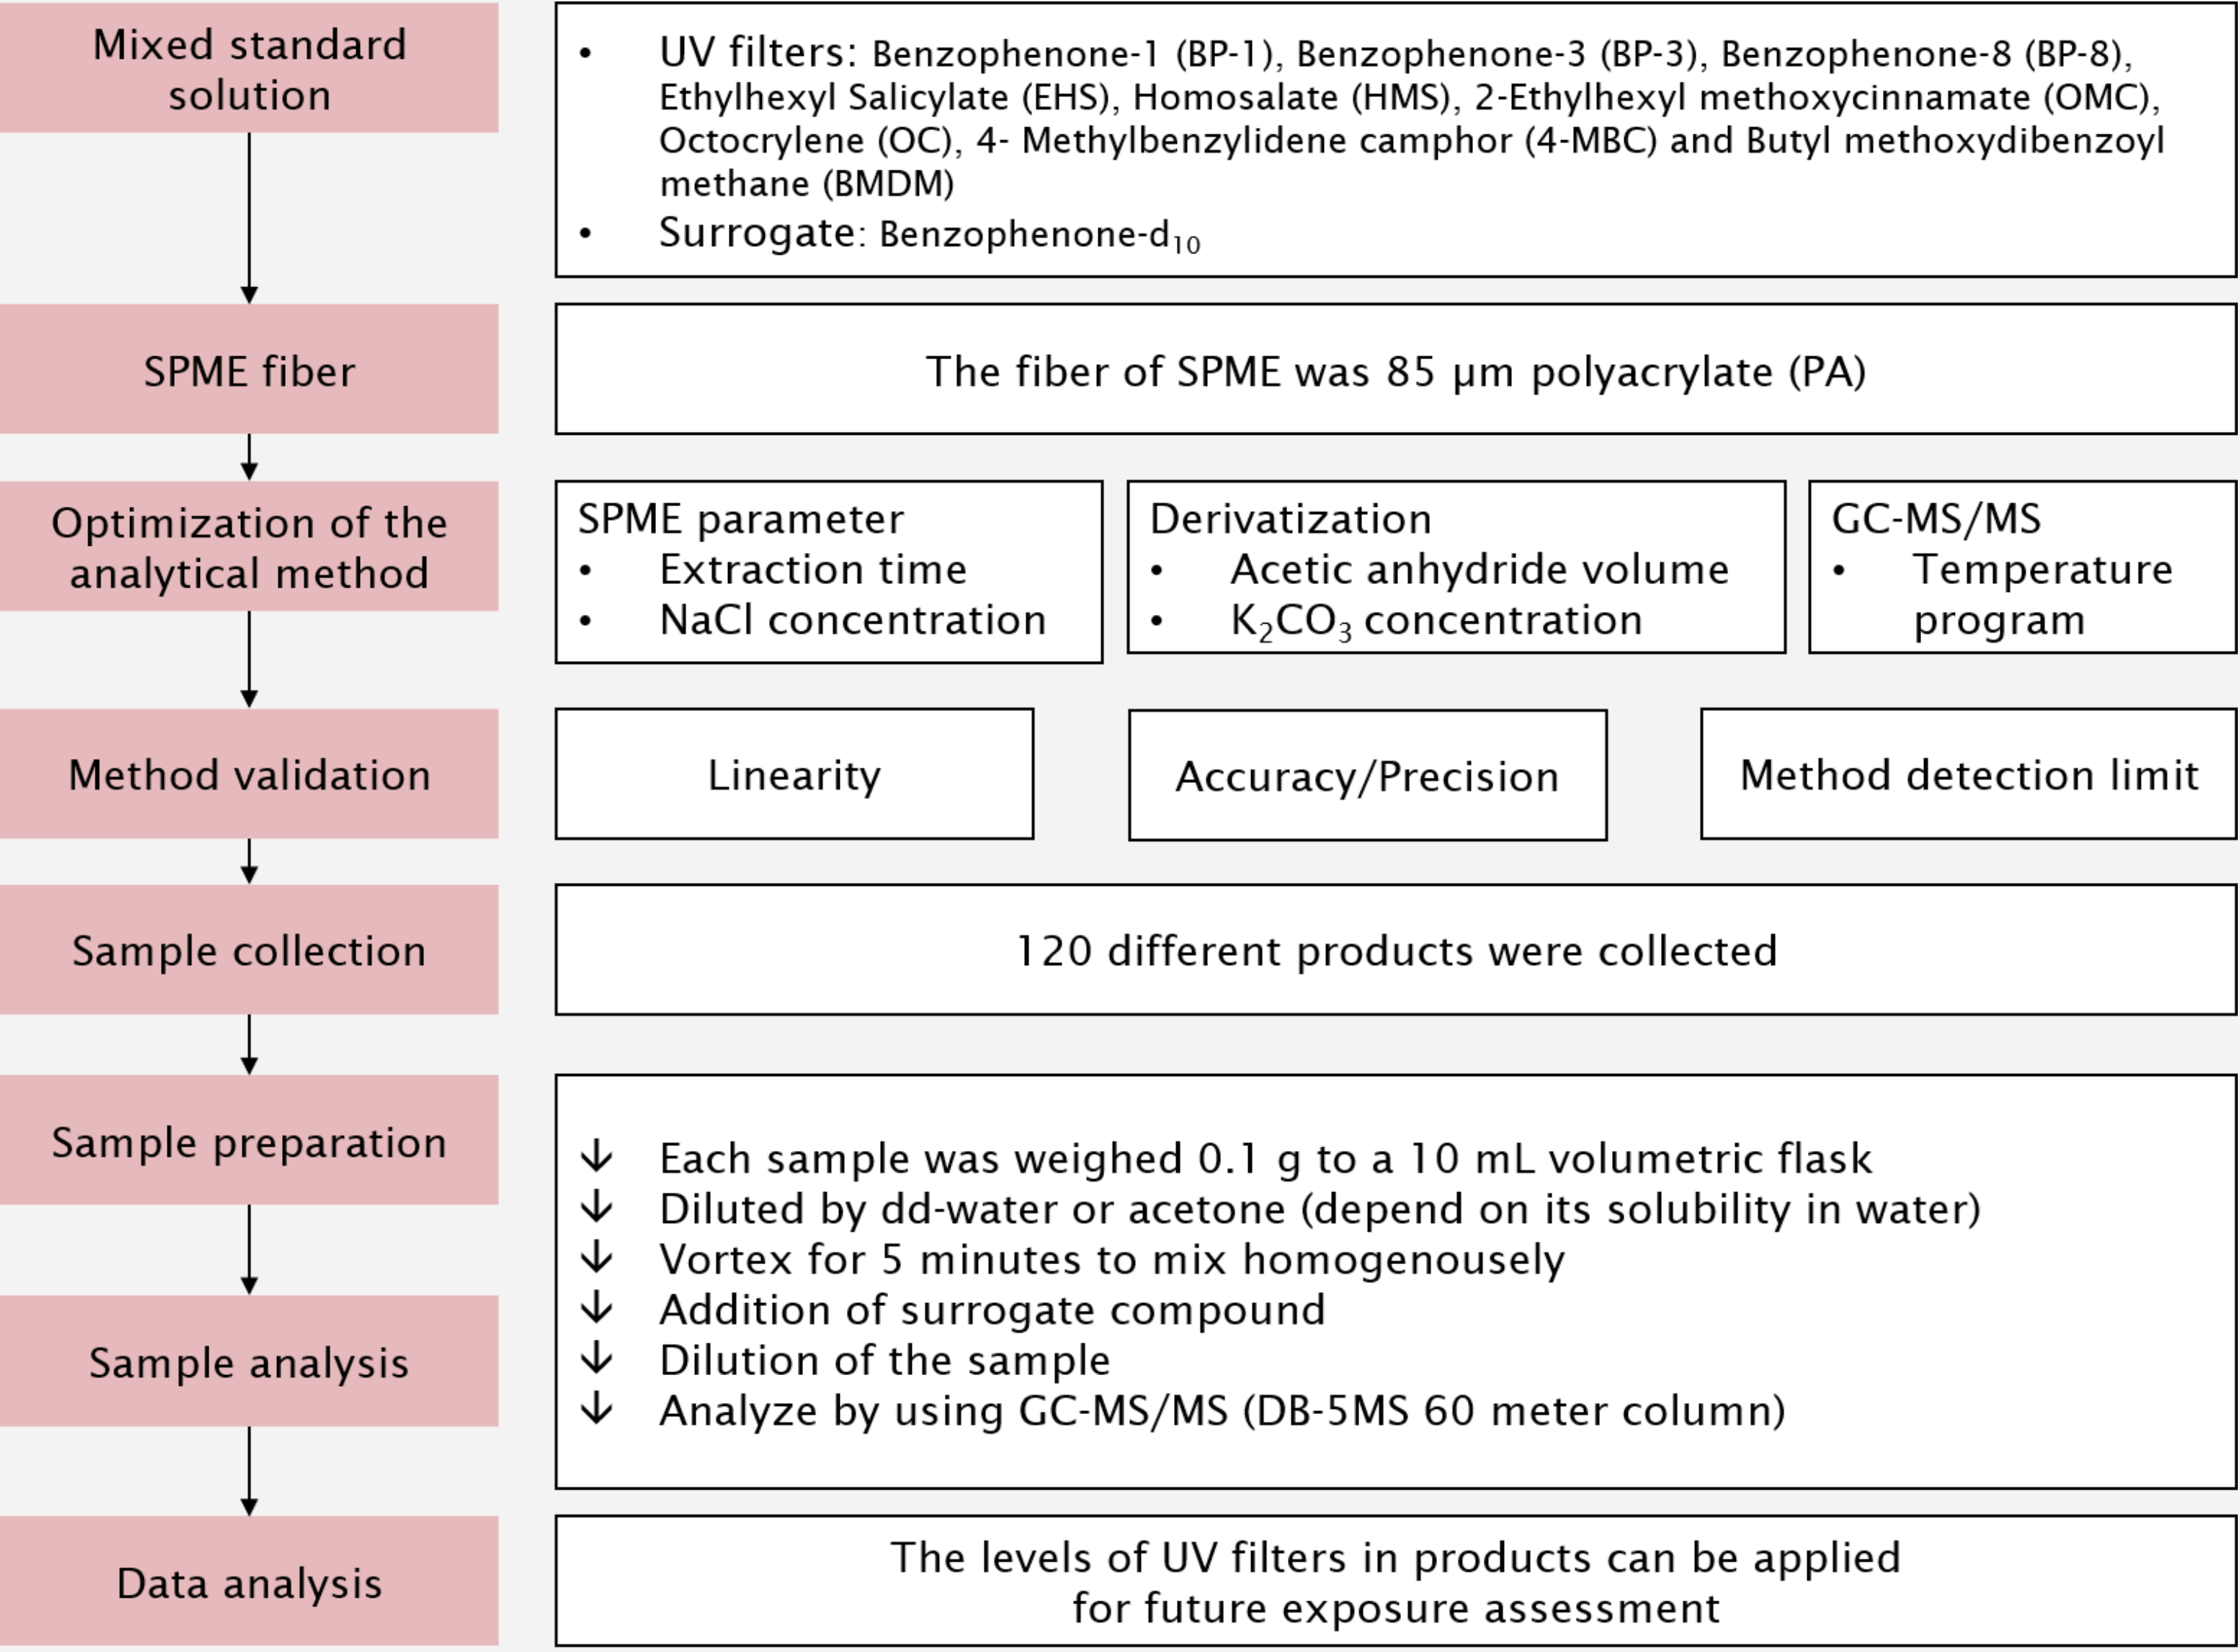 Mixed standard
solution
• UV filters: Benzophenone-1 (BP-1), Benzophenone-3 (BP-3), Benzophenone-8 (BP-8),
Ethylhexyl Salicylate (EHS), Homosalate (HMS), 2-Ethylhexyl methoxycinnamate (OMC),
Octocrylene (OC), 4- Methylbenzylidene camphor (4-MBC) and Butyl methoxydibenzoyl
methane (BMDM)
• Surrogate: Benzophenone-d₁₀
SPME fiber
The fiber of SPME was 85 µm polyacrylate (PA)
Optimization of the
analytical method
SPME parameter
• Extraction time
• NaCl concentration
Derivatization
• Acetic anhydride volume
• K₂CO₃ concentration
GC-MS/MS
• Temperature
program
Method validation
Linearity
Accuracy/Precision
Method detection limit
Sample collection
120 different products were collected
Sample preparation
Sample analysis
↓ Each sample was weighed 0.1 g to a 10 mL volumetric flask
↓ Diluted by dd-water or acetone (depend on its solubility in water)
↓ Vortex for 5 minutes to mix homogenousely
↓ Addition of surrogate compound
↓ Dilution of the sample
↓ Analyze by using GC-MS/MS (DB-5MS 60 meter column)
Data analysis
The levels of UV filters in products can be applied
for future exposure assessment